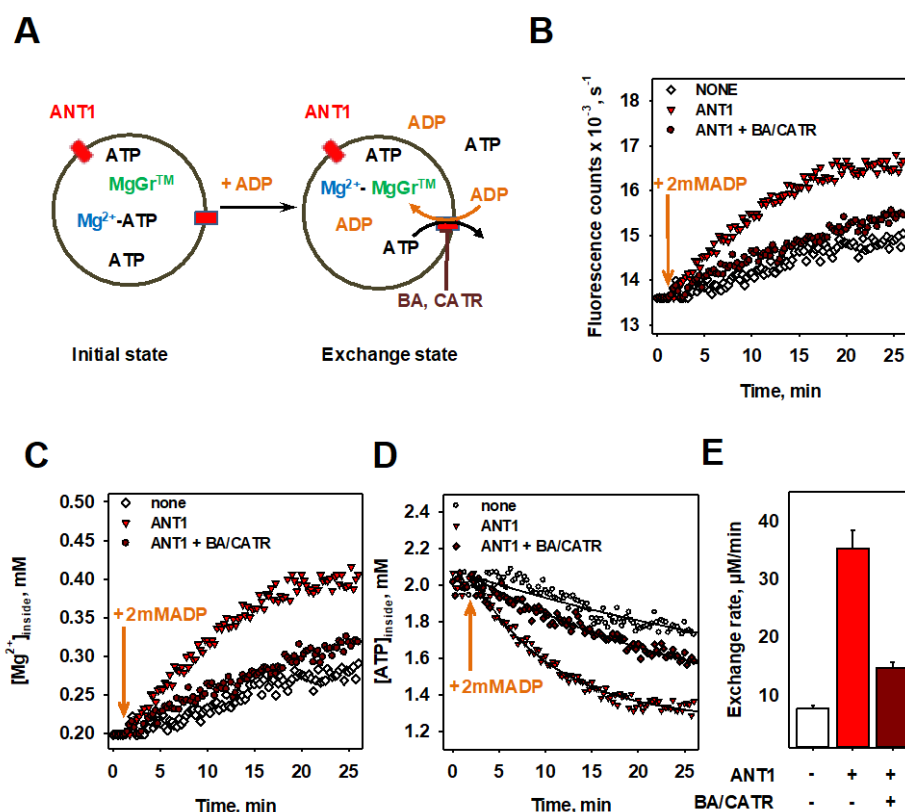 A
ANT1
ATP
MgGr™
Mg²⁺-ATP
ATP
+ ADP
ANT1
ADP
ATP
ATP
Mg²⁺- MgGr™
ADP
ADP
ATP
BA, CATR
Initial state
Exchange state
B
NONE
ANT1
ANT1 + BA/CATR
+2mMADP
Fluorescence counts x 10⁻³, s⁻¹
18
17
16
15
14
13
0 5 10 15 20 25
Time, min
C
none
ANT1
ANT1 + BA/CATR
+2mMADP
[Mg²⁺]inside, mM
0.50
0.45
0.40
0.35
0.30
0.25
0.20
0 5 10 15 20 25
Time, min
D
none
ANT1
ANT1 + BA/CATR
+2mMADP
[ATP]inside, mM
2.4
2.2
2.0
1.8
1.6
1.4
1.2
0 5 10 15 20 25
Time, min
E
Exchange rate, µM/min
40
30
20
10
ANT1 - + +
BA/CATR - - +